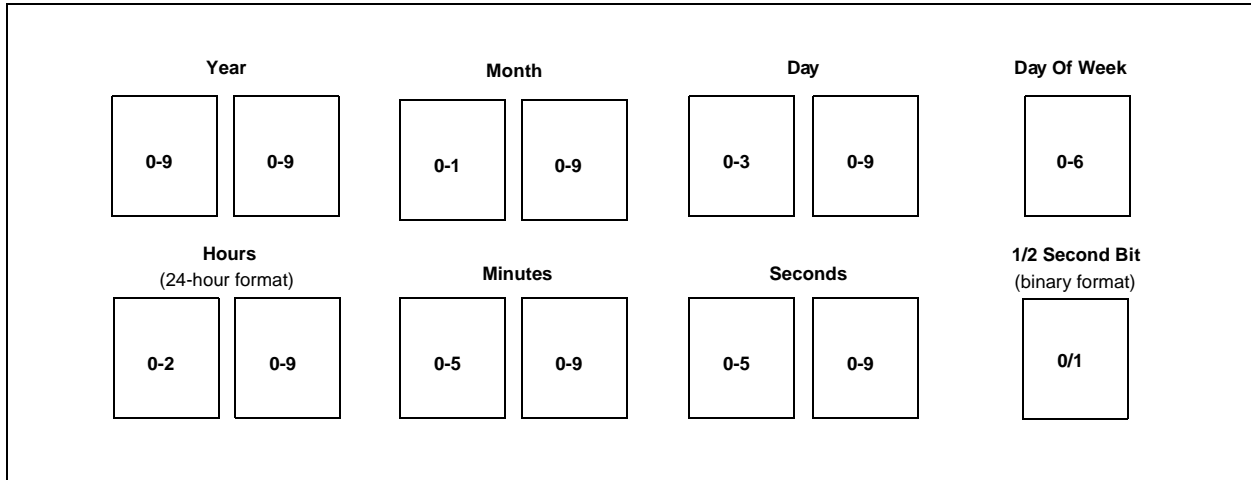 Year Month Day Day Of Week
0-9 0-9 0-1 0-9 0-3 0-9 0-6
Hours Minutes Seconds 1/2 Second Bit
(24-hour format) (binary format)
0-2 0-9 0-5 0-9 0-5 0-9 0/1